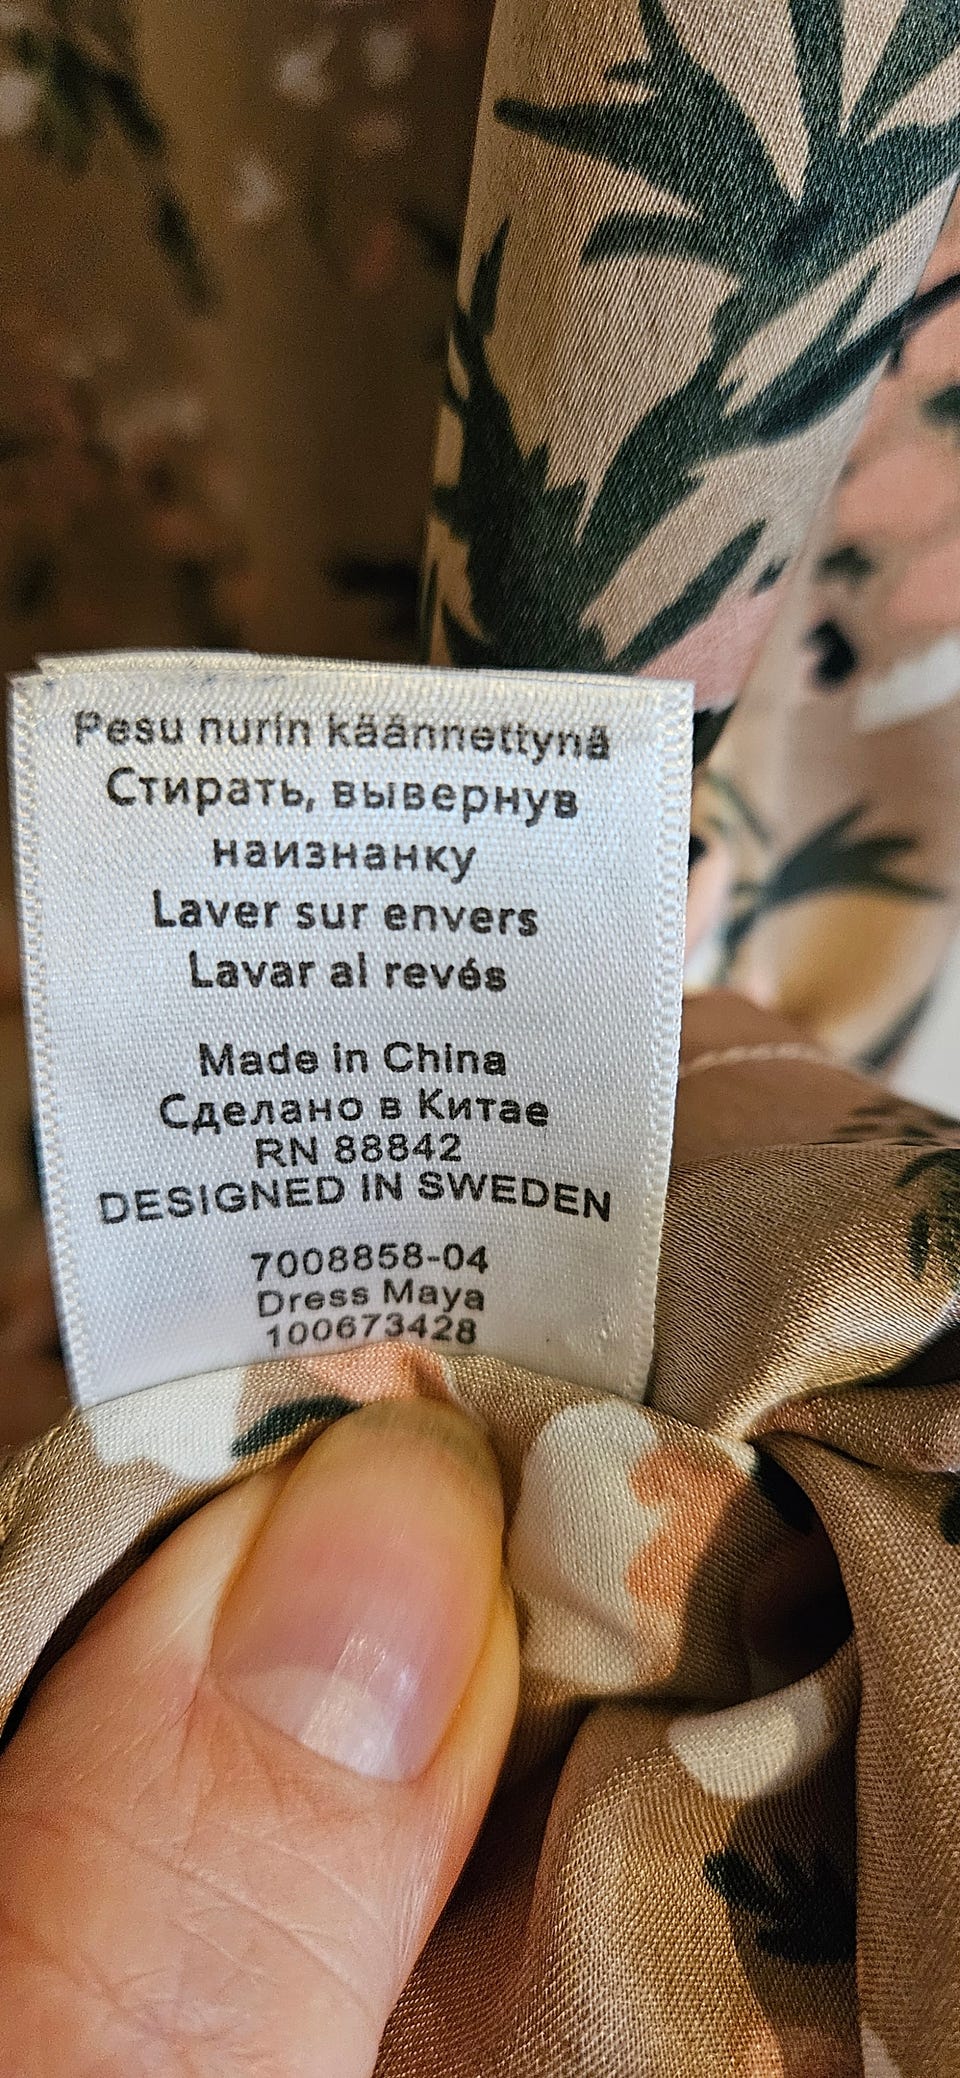 Pesu nurin käännettynä
Стирать, вывернув
наизнанку
Laver sur envers
Lavar al revés
Made in China
Сделано в Китае
RN 88842
DESIGNED IN SWEDEN
7008858-04
Dress Maya
100673428